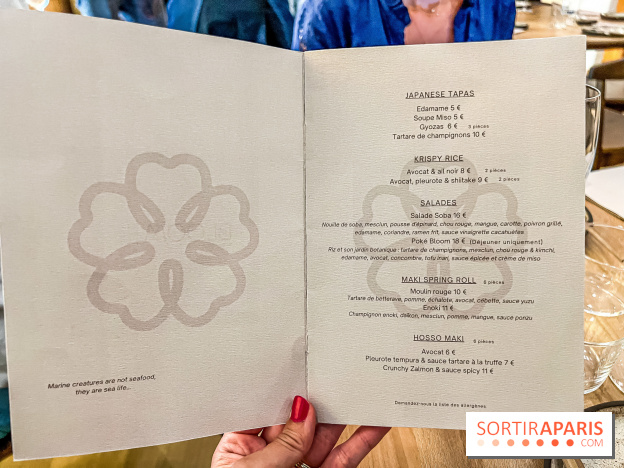 Marine creatures are not seafood,
they are sea life...
JAPANESE TAPAS
Edamame 5 €
Soupe Miso 5 €
Gyozas 6 € 3 pièces
Tartare de champignons 10 €
KRISPY RICE
Avocat & ail noir 8 € 2 pièces
Avocat, pleurote & shiitake 9 € 2 pièces
SALADES
Salade Soba 16 €
Nouille de soba, mesclun, pousse d'épinard, chou rouge, mangue, carotte, poivron grillé,
edamame, coriandre, ramen frit, sauce vinaigrette cacahuètes
Poke Bloom 18 € (Déjeuner uniquement)
Riz et son jardin botanique : tartare de champignons, mesclun, chou rouge & kimchi,
edamame, avocat, concombre, tofu inari, sauce épicée et crème de miso
MAKI SPRING ROLL 6 pièces
Moulin rouge 10 €
Tartare de betterave, pomme, échalote, avocat, cébette, sauce yuzu
Enoki 11 €
Champignon enoki, daïkon, mesclun, pomme, mangue, sauce ponzu
HOSSO MAKI 6 pièces
Avocat 6 €
Pleurote tempura & sauce tartare à la truffe 7 €
Crunchy Zalmon & sauce spicy 11 €
Demandez-nous la liste des allergènes
SORTIRAPARIS
.COM